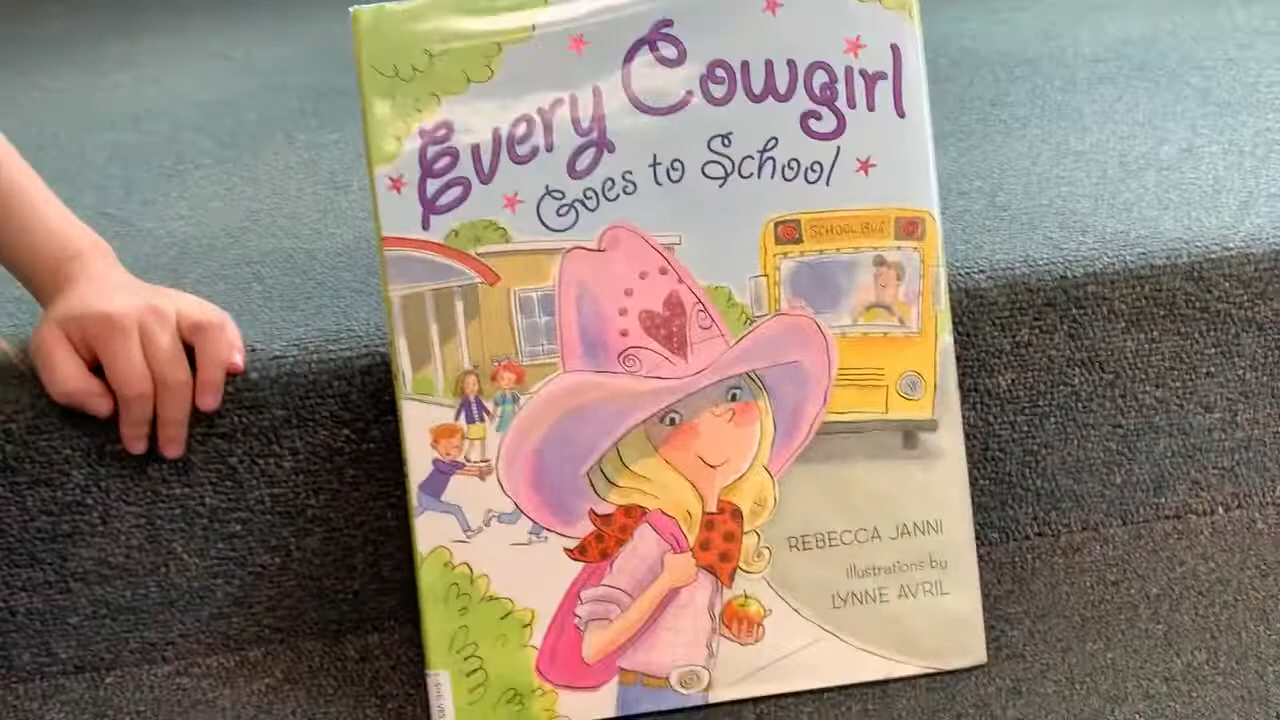 Every Cowgirl
Goes to School
SCHOOL BUS
REBECCA JANNI
illustrations by
LYNNE AVRIL